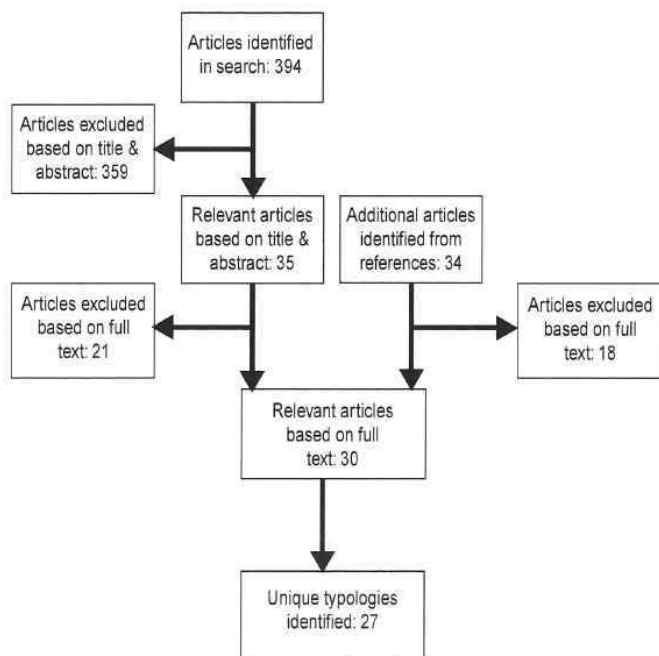 Articles identified
in search: 394
Articles excluded
based on title &
abstract: 359
Relevant articles
based on title &
abstract: 35
Additional articles
identified from
references: 34
Articles excluded
based on full
text: 21
Articles excluded
based on full
text: 18
Relevant articles
based on full
text: 30
Unique typologies
identified: 27